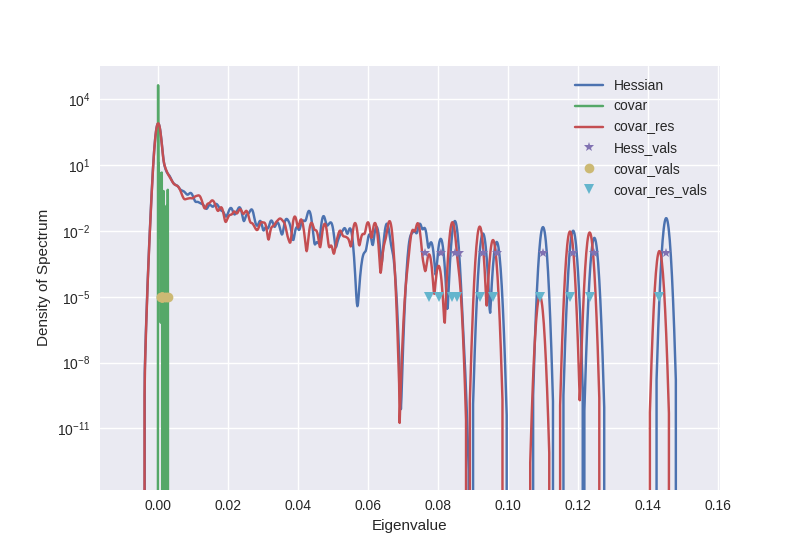 Hessian
covar
covar_res
Hess_vals
covar_vals
covar_res_vals
Density of Spectrum
10^4
10^1
10^−2
10^−5
10^−8
10^−11
0.00 0.02 0.04 0.06 0.08 0.10 0.12 0.14 0.16
Eigenvalue